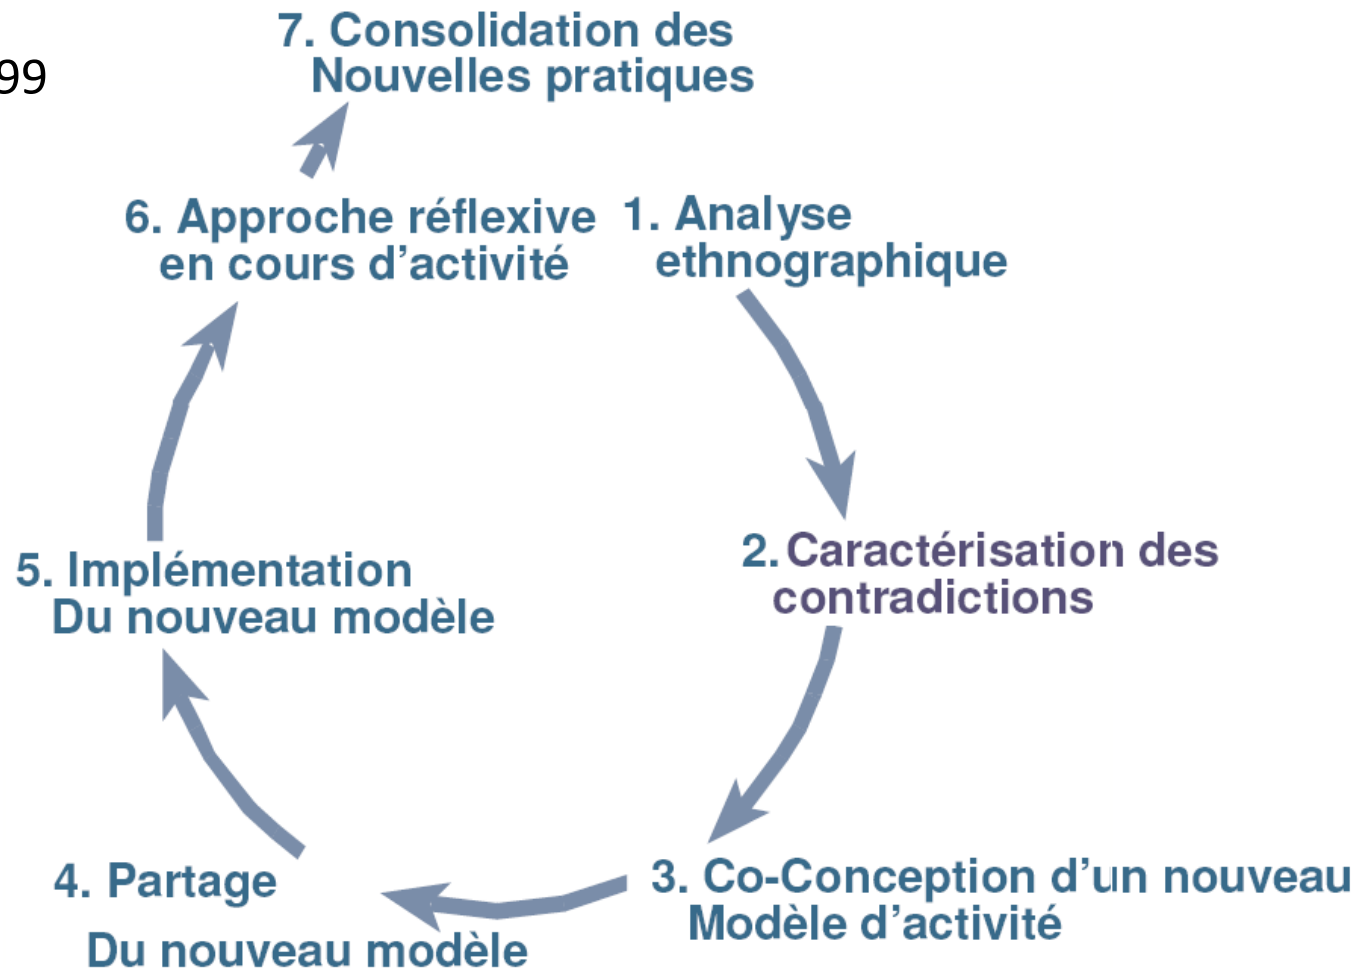 99
7. Consolidation des
Nouvelles pratiques
6. Approche réflexive
en cours d’activité
1. Analyse
ethnographique
2. Caractérisation des
contradictions
3. Co-Conception d’un nouveau
Modèle d’activité
4. Partage
Du nouveau modèle
5. Implémentation
Du nouveau modèle